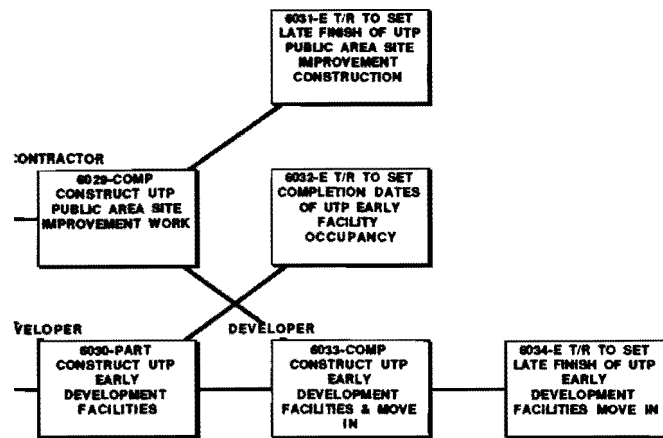 6031-E T/R TO SET
LATE FINISH OF UTP
PUBLIC AREA SITE
IMPROVEMENT
CONSTRUCTION
CONTRACTOR
6029-COMP
CONSTRUCT UTP
PUBLIC AREA SITE
IMPROVEMENT WORK
6032-E T/R TO SET
COMPLETION DATES
OF UTP EARLY
FACILITY
OCCUPANCY
VELOPER
6030-PART
CONSTRUCT UTP
EARLY
DEVELOPMENT
FACILITIES
DEVELOPER
6033-COMP
CONSTRUCT UTP
EARLY
DEVELOPMENT
FACILITIES & MOVE
IN
6034-E T/R TO SET
LATE FINISH OF UTP
EARLY
DEVELOPMENT
FACILITIES MOVE IN